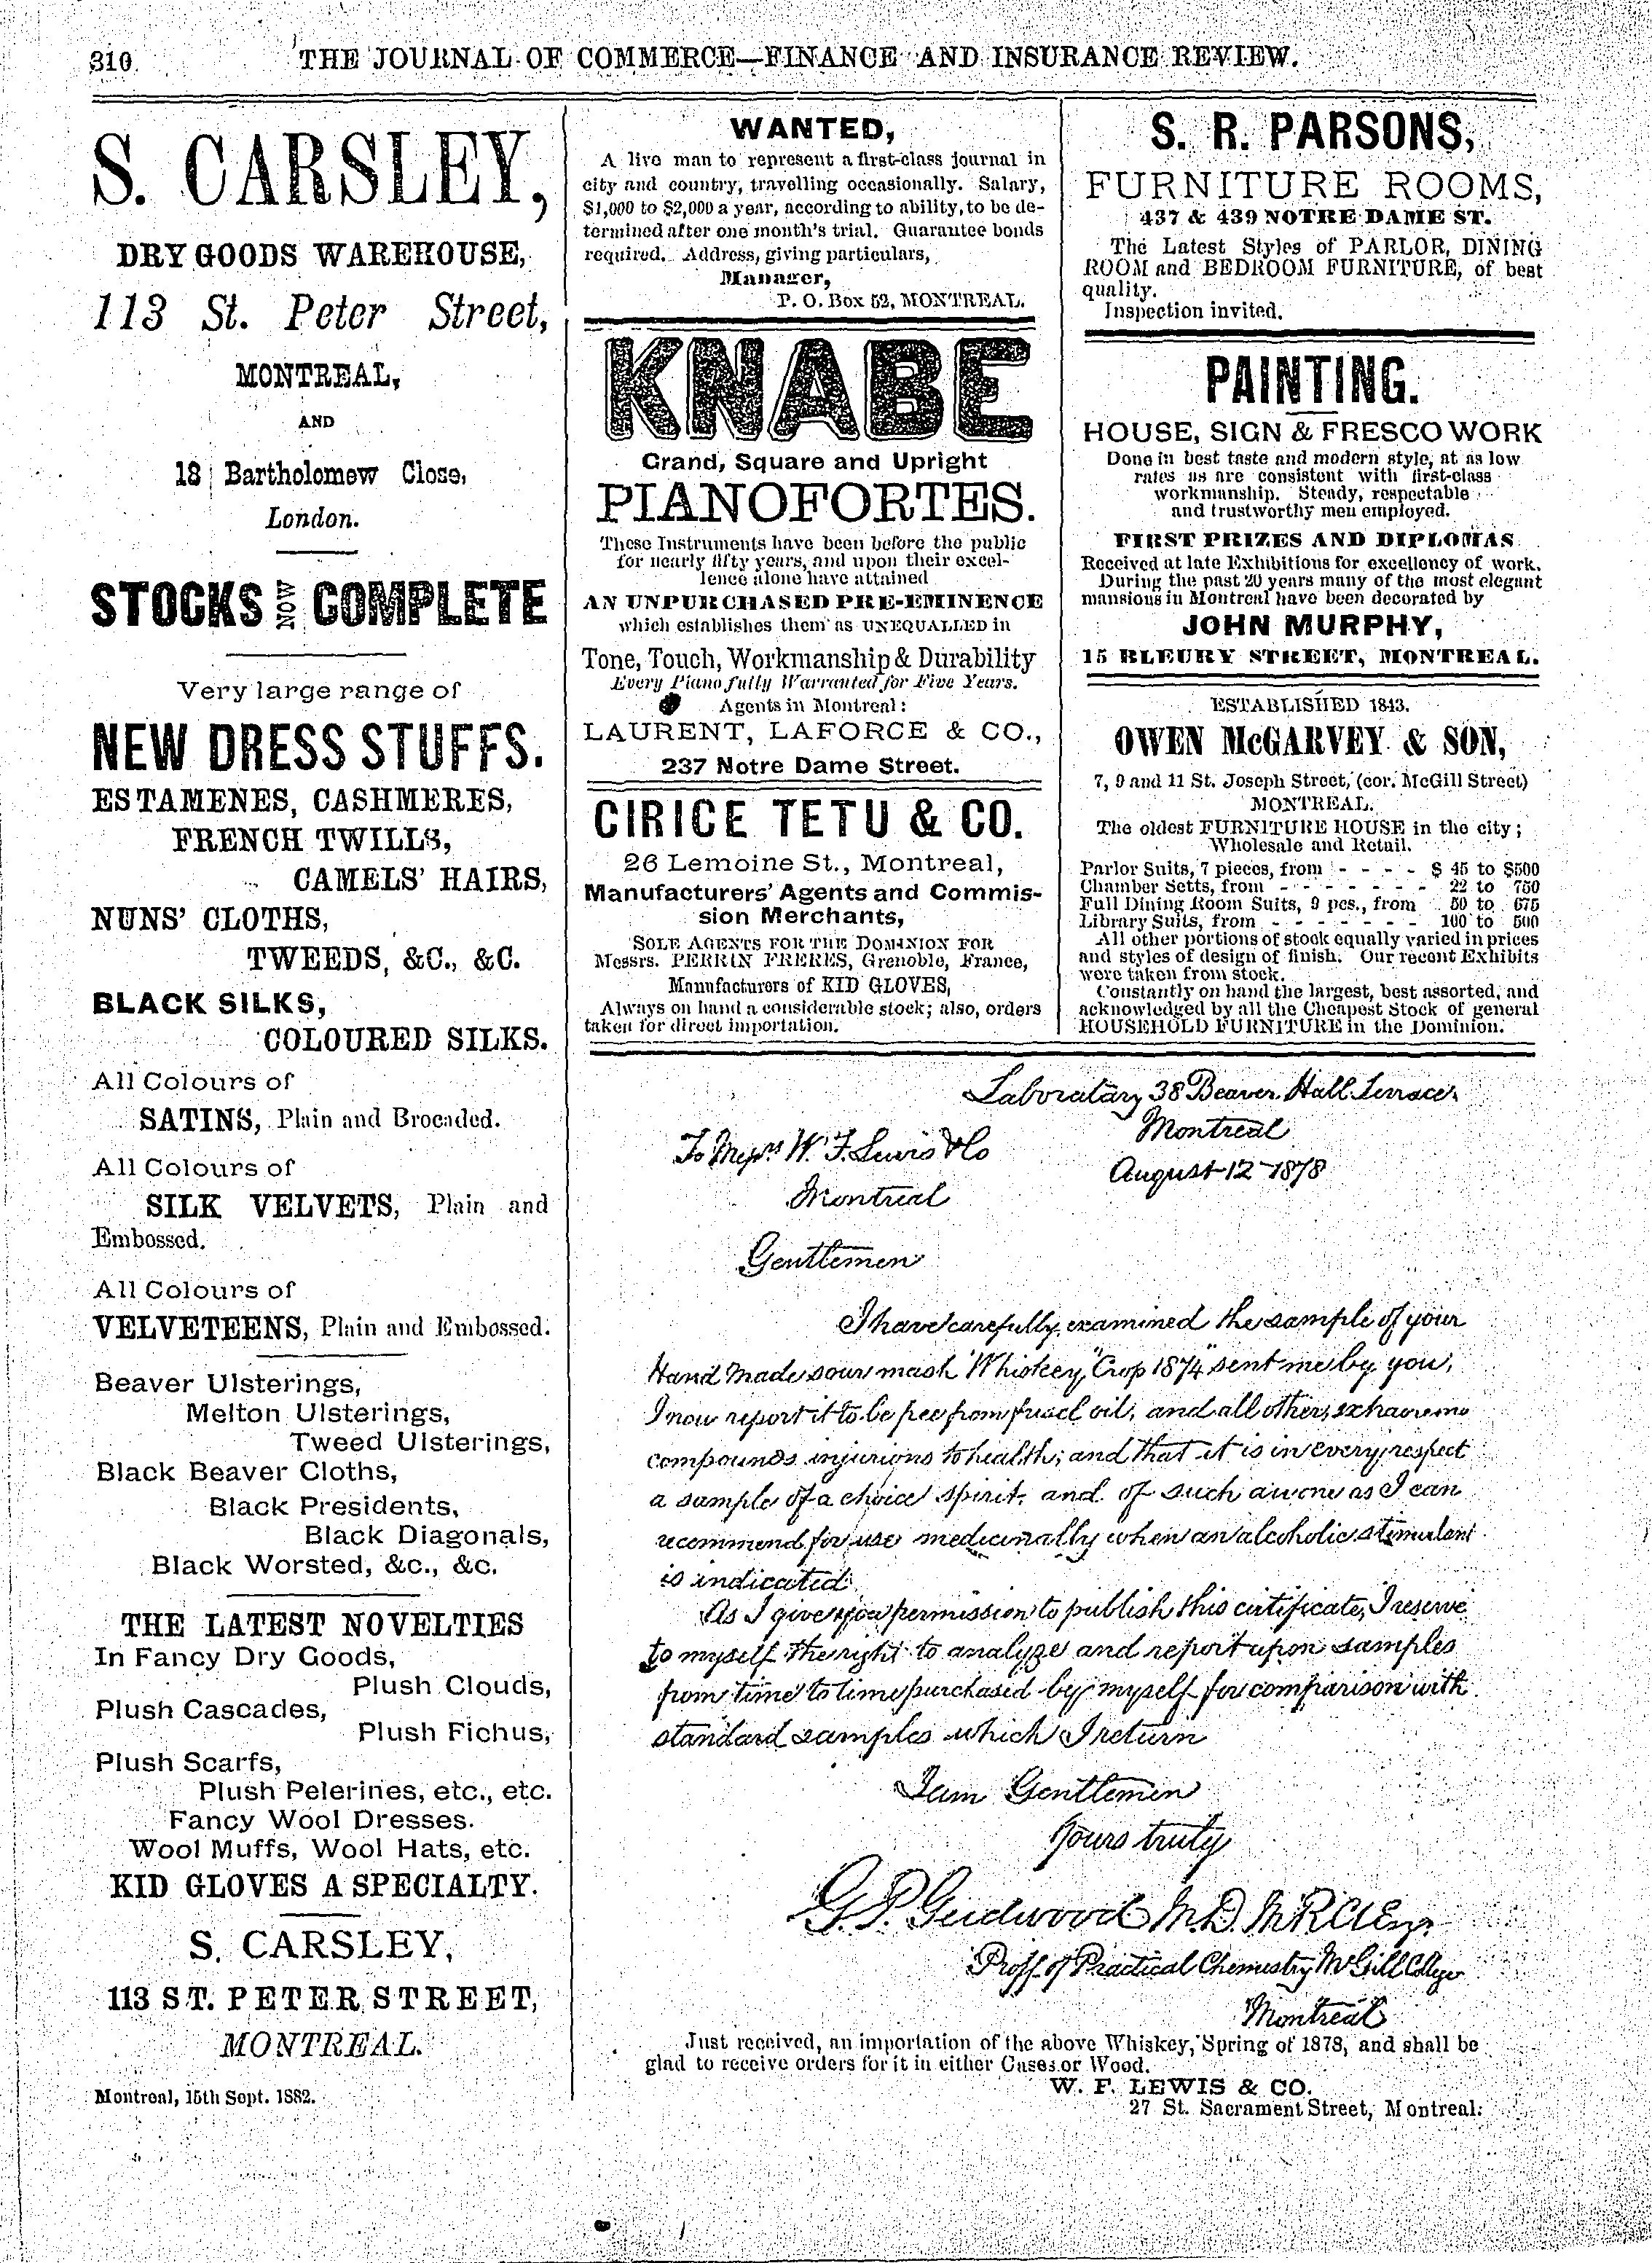 310
THE JOURNAL OF COMMERCE—FINANCE AND INSURANCE REVIEW.
S. CARSLEY,
DRY GOODS WAREHOUSE,
113 St. Peter Street,
MONTREAL,
AND
18 Bartholomew Close,
London.
STOCKS NOW COMPLETE
Very large range of
NEW DRESS STUFFS.
ESTAMENES, CASHMERES,
FRENCH TWILLS,
CAMELS' HAIRS,
NUNS' CLOTHS,
TWEEDS, &C., &C.
BLACK SILKS,
COLOURED SILKS.
All Colours of
SATINS, Plain and Brocaded.
All Colours of
SILK VELVETS, Plain and
Embossed.
All Colours of
VELVETEENS, Plain and Embossed.
Beaver Ulsterings,
Melton Ulsterings,
Tweed Ulsterings,
Black Beaver Cloths,
Black Presidents,
Black Diagonals,
Black Worsted, &c., &c.
THE LATEST NOVELTIES
In Fancy Dry Goods,
Plush Clouds,
Plush Cascades,
Plush Fichus,
Plush Scarfs,
Plush Pelerines, etc., etc.
Fancy Wool Dresses.
Wool Muffs, Wool Hats, etc.
KID GLOVES A SPECIALTY.
S. CARSLEY,
113 ST. PETER STREET,
MONTREAL.
Montreal, 15th Sept. 1882.
WANTED,
A live man to represent a first-class journal in
city and country, travelling occasionally. Salary,
$1,000 to $2,000 a year, according to ability, to be de-
termined after one month's trial. Guarantee bonds
required. Address, giving particulars,
Manager,
P. O. Box 52, MONTREAL.
KNABE
Grand, Square and Upright
PIANOFORTES.
These Instruments have been before the public
for nearly fifty years, and upon their excel-
lence alone have attained
AN UNPURCHASED PRE-EMINENCE
which establishes them as UNEQUALLED in
Tone, Touch, Workmanship & Durability
Every Piano fully Warranted for Five Years.
Agents in Montreal:
LAURENT, LAFORCE & CO.,
237 Notre Dame Street.
CIRICE TETU & CO.
26 Lemoine St., Montreal,
Manufacturers' Agents and Commis-
sion Merchants,
SOLE AGENTS FOR THE DOMINION FOR
Messrs. PERRIN FRERES, Grenoble, France,
Manufacturers of KID GLOVES,
Always on hand a considerable stock; also, orders
taken for direct importation.
S. R. PARSONS,
FURNITURE ROOMS,
437 & 439 NOTRE DAME ST.
The Latest Styles of PARLOR, DINING
ROOM and BEDROOM FURNITURE, of best
quality.
Inspection invited.
PAINTING.
HOUSE, SIGN & FRESCO WORK
Done in best taste and modern style, at as low
rates as are consistent with first-class
workmanship. Steady, respectable
and trustworthy men employed.
FIRST PRIZES AND DIPLOMAS
Received at late Exhibitions for excellency of work.
During the past 20 years many of the most elegant
mansions in Montreal have been decorated by
JOHN MURPHY,
15 BLEURY STREET, MONTREAL.
ESTABLISHED 1843.
OWEN McGARVEY & SON,
7, 9 and 11 St. Joseph Street, (cor. McGill Street)
MONTREAL.
The oldest FURNITURE HOUSE in the city;
Wholesale and Retail.
Parlor Suits, 7 pieces, from - - - - $ 45 to $500
Chamber Setts, from - - - - - - - 22 to 750
Full Dining Room Suits, 9 pcs., from 50 to 675
Library Suits, from - - - - - - - 100 to 500
All other portions of stock equally varied in prices
and styles of design of finish. Our recent Exhibits
were taken from stock.
Constantly on hand the largest, best assorted, and
acknowledged by all the Cheapest Stock of general
HOUSEHOLD FURNITURE in the Dominion.
Laboratary 38 Beaver Hall Terrace
Montreal
August 12 1878
To Messrs W. F. Lewis & Co
Montreal
Gentlemen
I have carefully examined the sample of your
Hand Made sour mash "Whiskey," Crop 1874" sent me by you,
I now report it to be free from fusel oil, and all other
compounds injurious to health; and that it is in every respect
a sample of a choice spirit, and of such an one as I can
recommend for use medicinally when an alcoholic stimulant
is indicated.
As I give you permission to publish this certificate, I reserve
to myself the right to analyze and report upon samples
from time to time purchased by myself for comparison with
standard samples which I return
I am Gentlemen
Yours truly
G. P. Girdwood M.D. M.R.C.S. Eng.
Proff. of Practical Chemistry McGill College
Montreal
Just received, an importation of the above Whiskey, Spring of 1878, and shall be
glad to receive orders for it in either Cases or Wood.
W. F. LEWIS & CO.
27 St. Sacrament Street, Montreal.